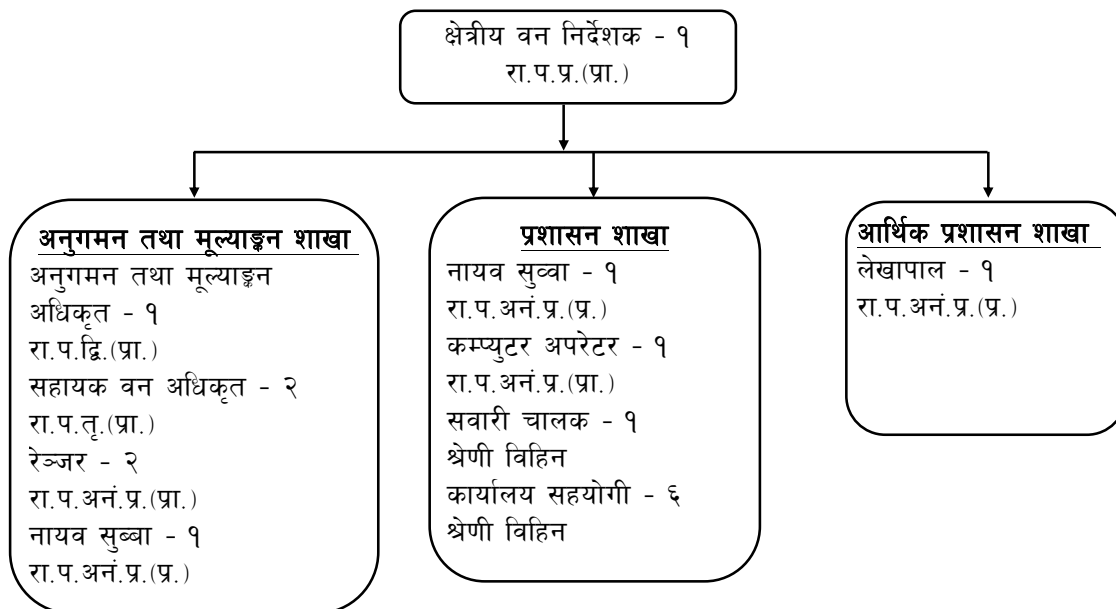 क्षेत्रीय वन निर्देशक - १
रा.प.प्र.(प्रा.)
अनुगमन तथा मूल्याङ्कन शाखा
अनुगमन तथा मूल्याङ्कन
अधिकृत - १
रा.प.द्वि.(प्रा.)
सहायक वन अधिकृत - २
रा.प.तृ.(प्रा.)
रेञ्जर - २
रा.प.अनं.प्र.(प्रा.)
नायव सुब्बा - १
रा.प.अनं.प्र.(प्र.)
प्रशासन शाखा
नायव सुव्वा - १
रा.प.अनं.प्र.(प्र.)
कम्प्युटर अपरेटर - १
रा.प.अनं.प्र.(प्रा.)
सवारी चालक - १
श्रेणी विहिन
कार्यालय सहयोगी - ६
श्रेणी विहिन
आर्थिक प्रशासन शाखा
लेखापाल - १
रा.प.अनं.प्र.(प्र.)